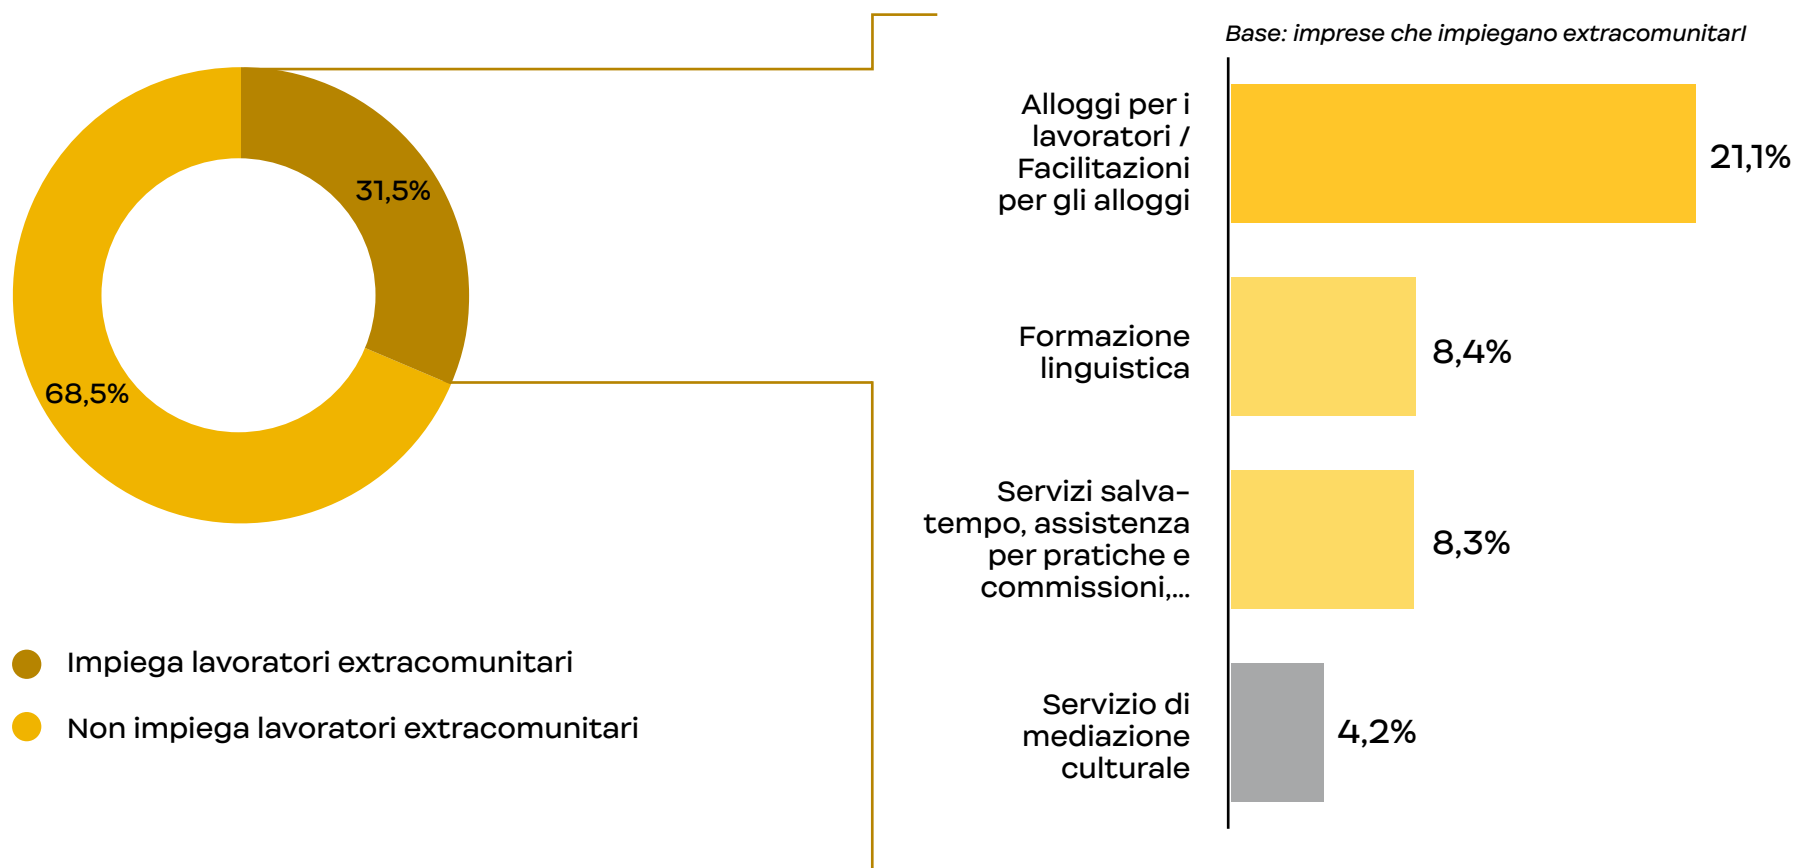 31,5%
68,5%
Impiega lavoratori extracomunitari
Non impiega lavoratori extracomunitari
Base: imprese che impiegano extracomunitarI
Alloggi per i
lavoratori /
Facilitazioni
per gli alloggi
21,1%
Formazione
linguistica
8,4%
Servizi salva-
tempo, assistenza
per pratiche e
commissioni,...
8,3%
Servizio di
mediazione
culturale
4,2%